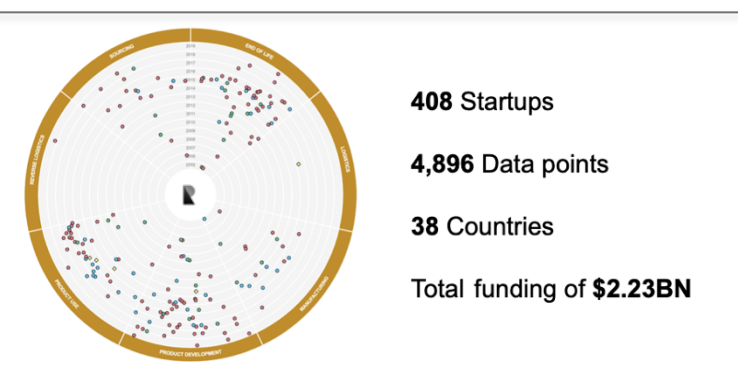 SOURCING
END OF LIFE
REVERSE LOGISTICS
LOGISTICS
PRODUCT USE
MANUFACTURING
PRODUCT DEVELOPMENT
R
408 Startups
4,896 Data points
38 Countries
Total funding of $2.23BN